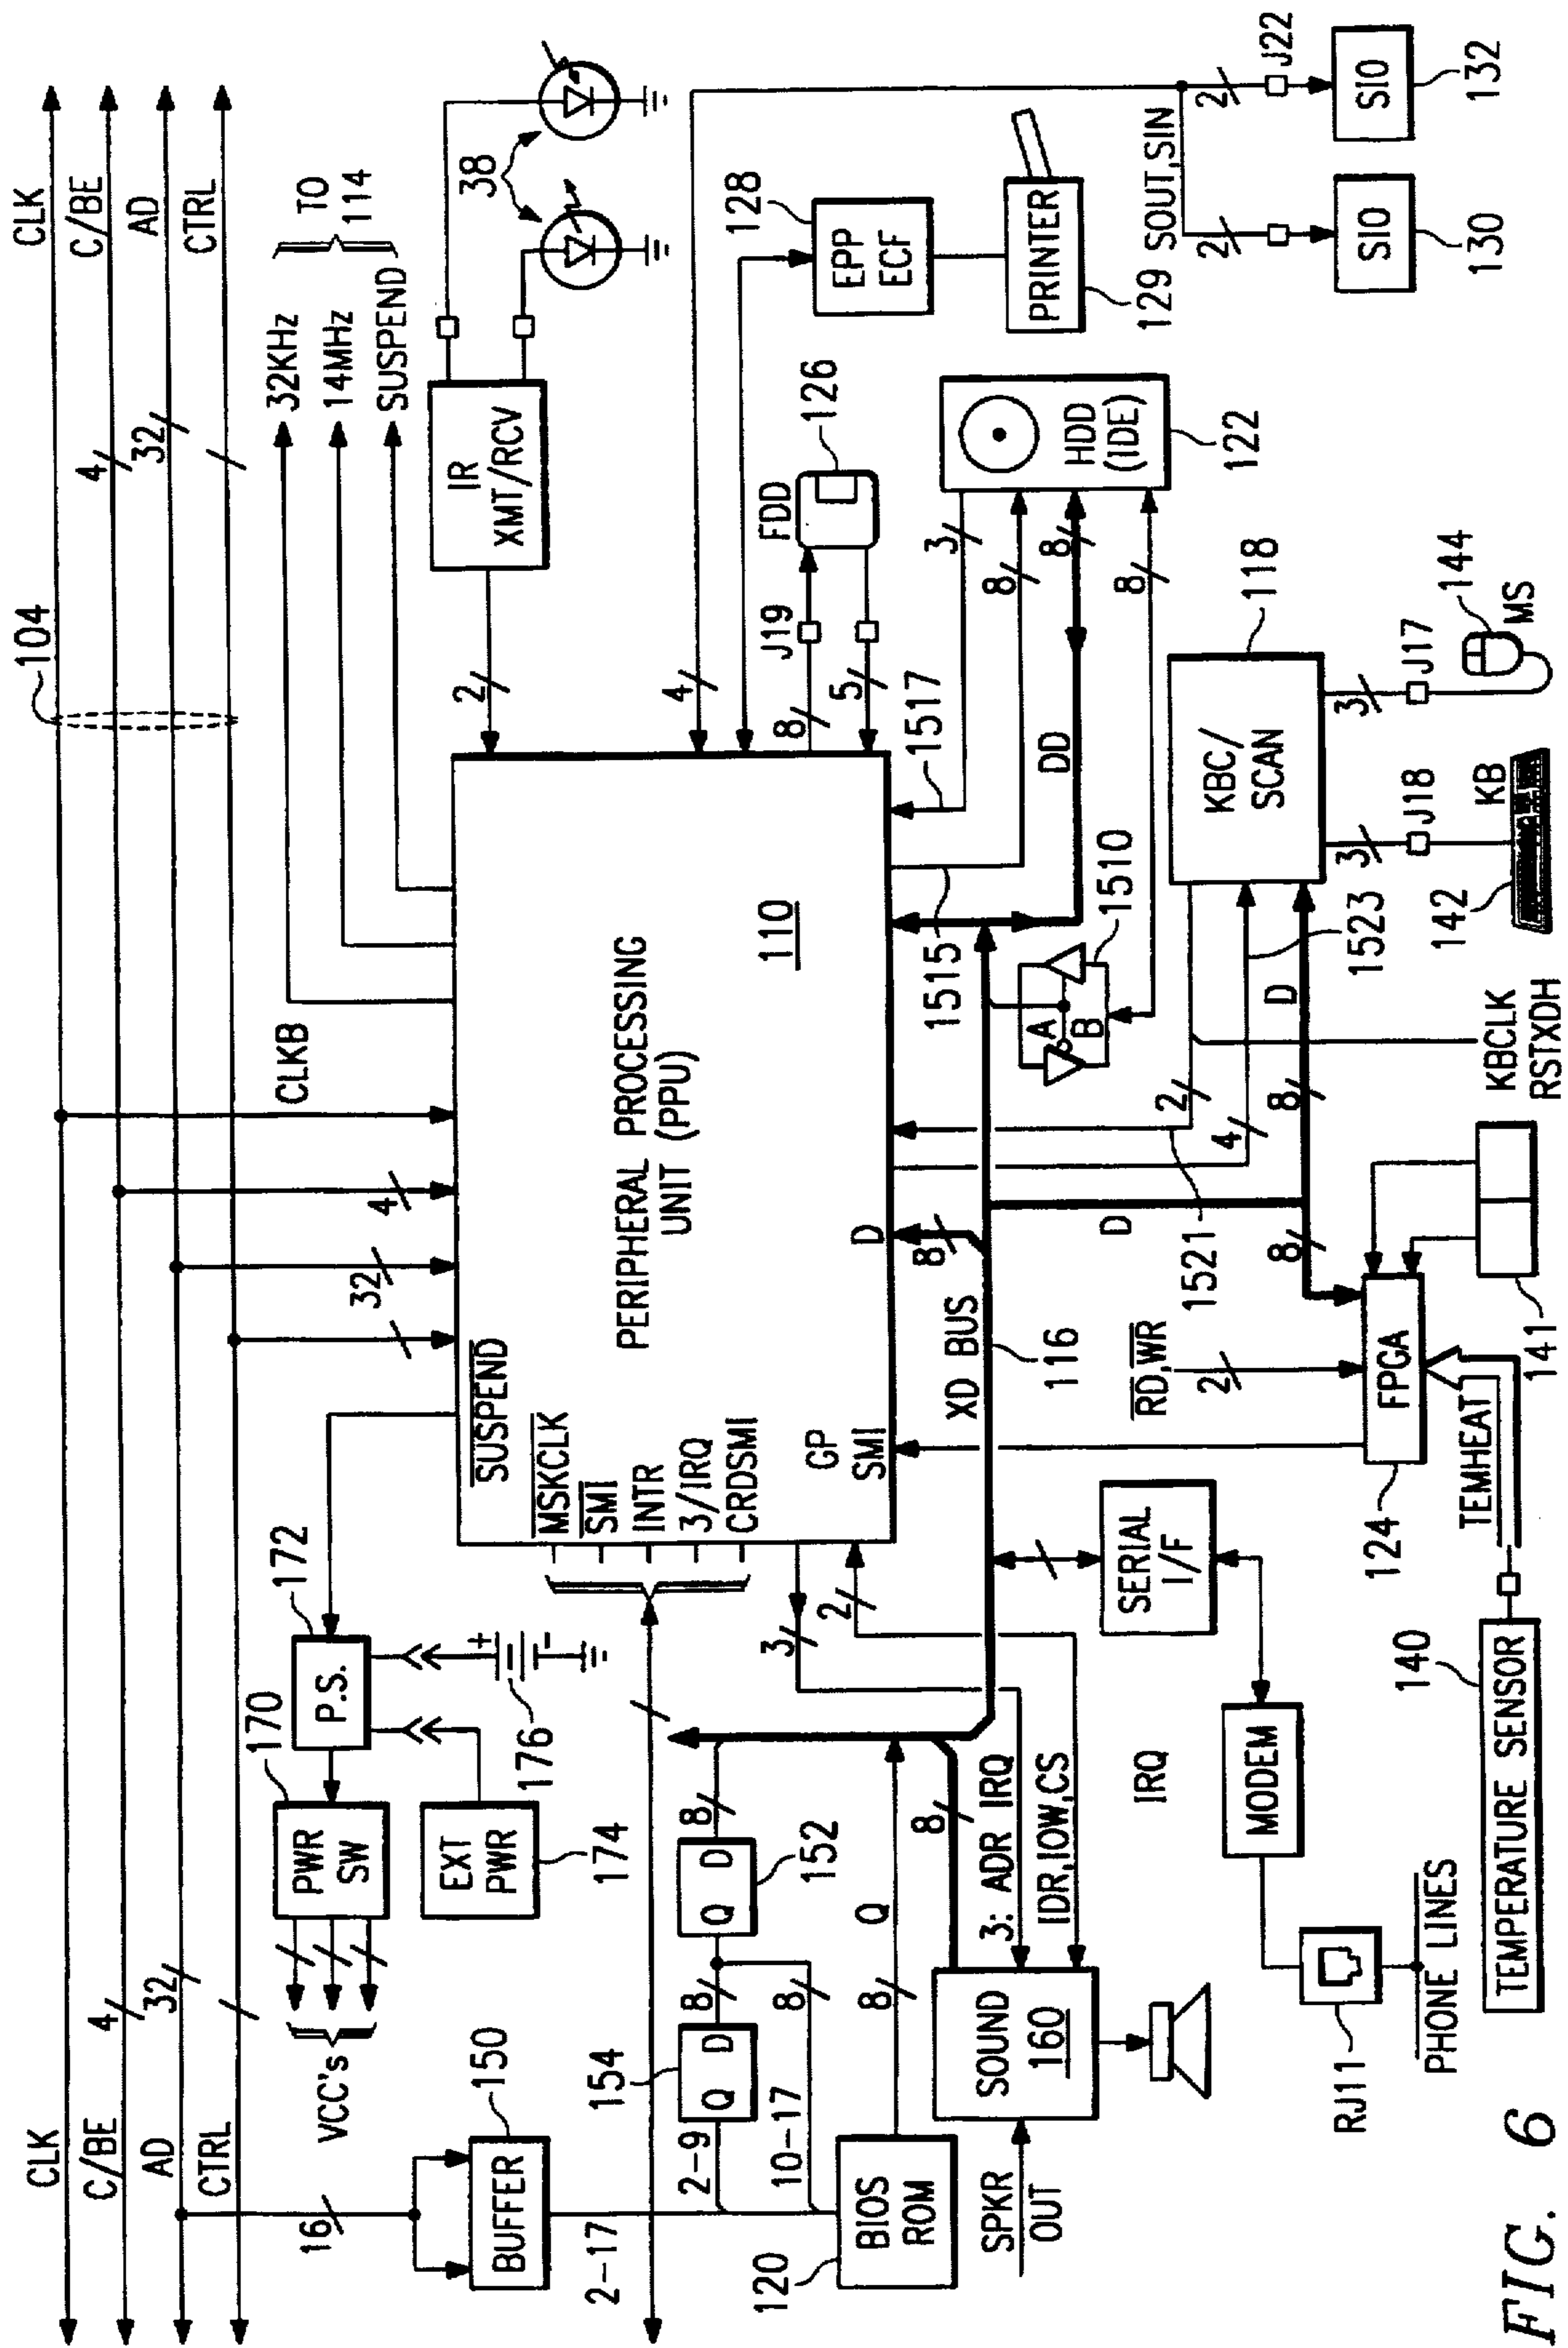 CLK
C/BE
AD
CTRL
CLK
C/BE
AD
CTRL
104
4
32
4
32
16
VCC's
PWR
SW
170
P.S.
172
EXT
PWR
174
176
+
-
BUFFER
150
2-17
2-9
10-17
154
Q D
8
Q D
152
8
8
BIOS
ROM
120
Q
8
SPKR
OUT
SOUND
160
8
3: ADR IRQ
IDR,IOW,CS
3
2
SUSPEND
MSKCLK
SMI
INTR
3/IRQ
CRDSMI
GP
SMI
D
PERIPHERAL PROCESSING
UNIT (PPU)
110
32
4
CLKB
32KHz
14MHz
SUSPEND
TO
114
IR
XMT/RCV
2
38
4
8
J19
5
FDD
126
EPP
ECF
128
PRINTER
129
SOUT,SIN
2
2
J22
SIO
130
SIO
132
HDD
(IDE)
122
3
8
8
8
1517
1515
DD
A
B
1510
8
XD BUS
116
D
2
4
1521
1523
D
8
8
KBC/
SCAN
118
3
J18
3
J17
KB
142
MS
144
KBCLK
RSTXDH
RD,WR
2
FPGA
124
141
TEMHEAT
TEMPERATURE SENSOR
140
SERIAL
I/F
MODEM
IRQ
RJ11
PHONE LINES
FIG. 6